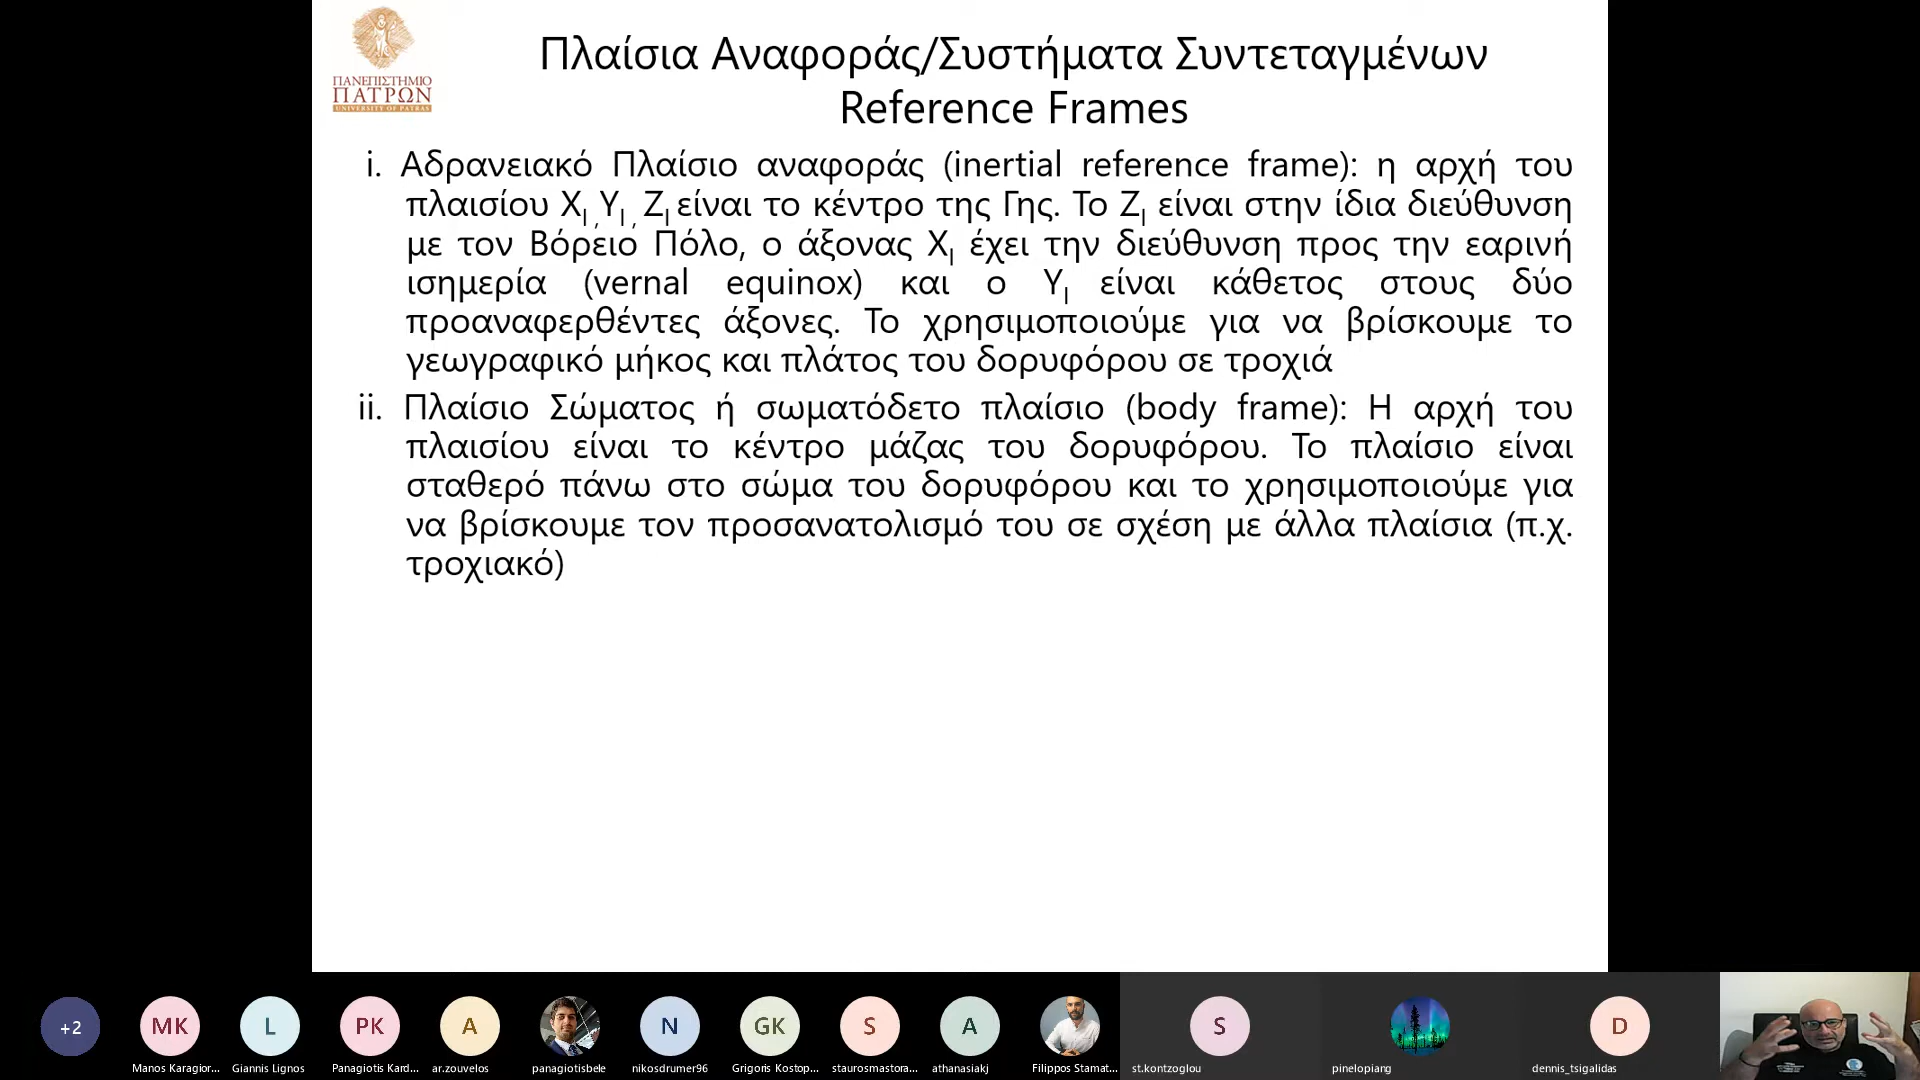 ΠΑΝΕΠΙΣΤΗΜΙΟ
ΠΑΤΡΩΝ
UNIVERSITY OF PATRAS
Πλαίσια Αναφοράς/Συστήματα Συντεταγμένων
Reference Frames
i. Αδρανειακό Πλαίσιο αναφοράς (inertial reference frame): η αρχή του
πλαισίου X_I, Y_I, Z_I είναι το κέντρο της Γης. Το Z_I είναι στην ίδια διεύθυνση
με τον Βόρειο Πόλο, ο άξονας X_I έχει την διεύθυνση προς την εαρινή
ισημερία (vernal equinox) και ο Y_I είναι κάθετος στους δύο
προαναφερθέντες άξονες. Το χρησιμοποιούμε για να βρίσκουμε το
γεωγραφικό μήκος και πλάτος του δορυφόρου σε τροχιά
ii. Πλαίσιο Σώματος ή σωματόδετο πλαίσιο (body frame): Η αρχή του
πλαισίου είναι το κέντρο μάζας του δορυφόρου. Το πλαίσιο είναι
σταθερό πάνω στο σώμα του δορυφόρου και το χρησιμοποιούμε για
να βρίσκουμε τον προσανατολισμό του σε σχέση με άλλα πλαίσια (π.χ.
τροχιακό)
+2 MK L PK A N GK S A S D
Manos Karagior... Giannis Lignos Panagiotis Kard... ar.zouvelos panagiotisbele nikosdrumer96 Grigoris Kostop... staurosmastora... athanasiakj Filippos Stamat... st.kontzoglou pinelopiang dennis_tsigalidas